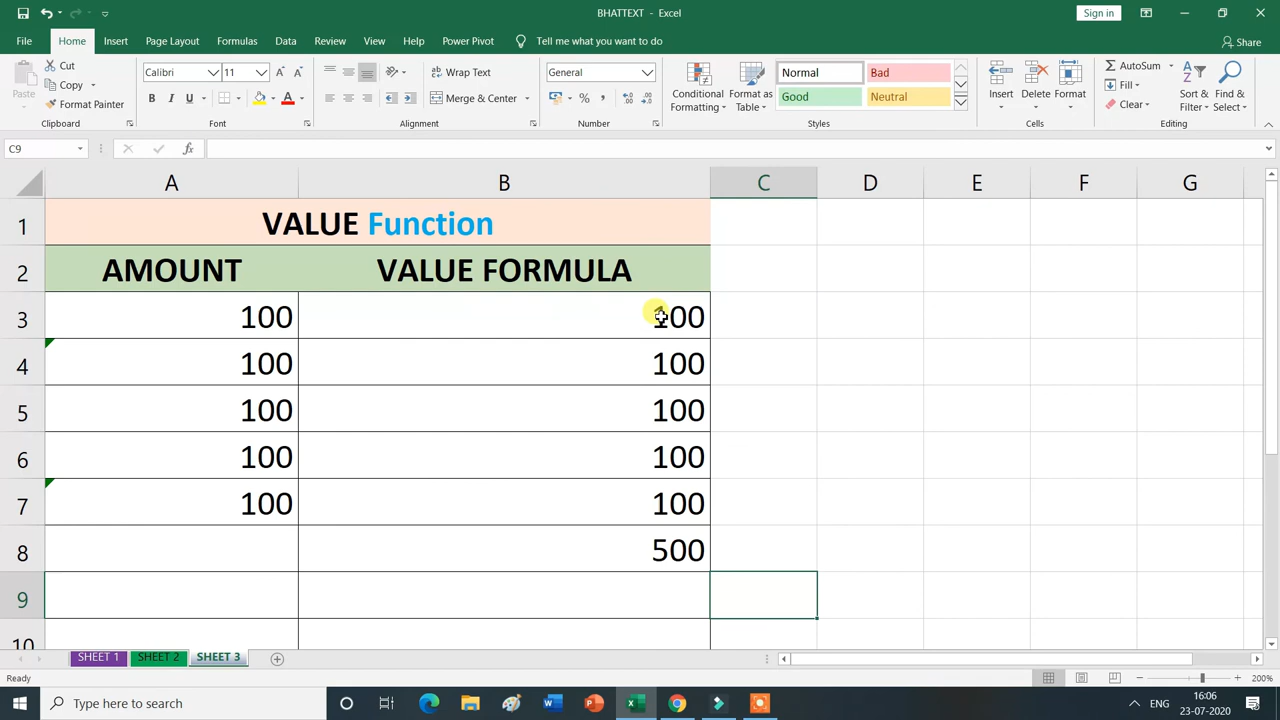 BHATTEXT - Excel
Sign in
File Home Insert Page Layout Formulas Data Review View Help Power Pivot Tell me what you want to do Share
Paste Cut Copy Format Painter Clipboard
Calibri 11 B I U A A Font
Wrap Text Merge & Center Alignment
General % , Number
Conditional Formatting Format as Table Normal Bad Good Neutral Styles
Insert Delete Format Cells
AutoSum Fill Clear Sort & Filter Find & Select Editing
C9 fx
A B C D E F G
1 VALUE Function
2 AMOUNT VALUE FORMULA
3 100 100
4 100 100
5 100 100
6 100 100
7 100 100
8 500
9
10
SHEET 1 SHEET 2 SHEET 3
Ready 200%
Type here to search ENG 16:06
23-07-2020